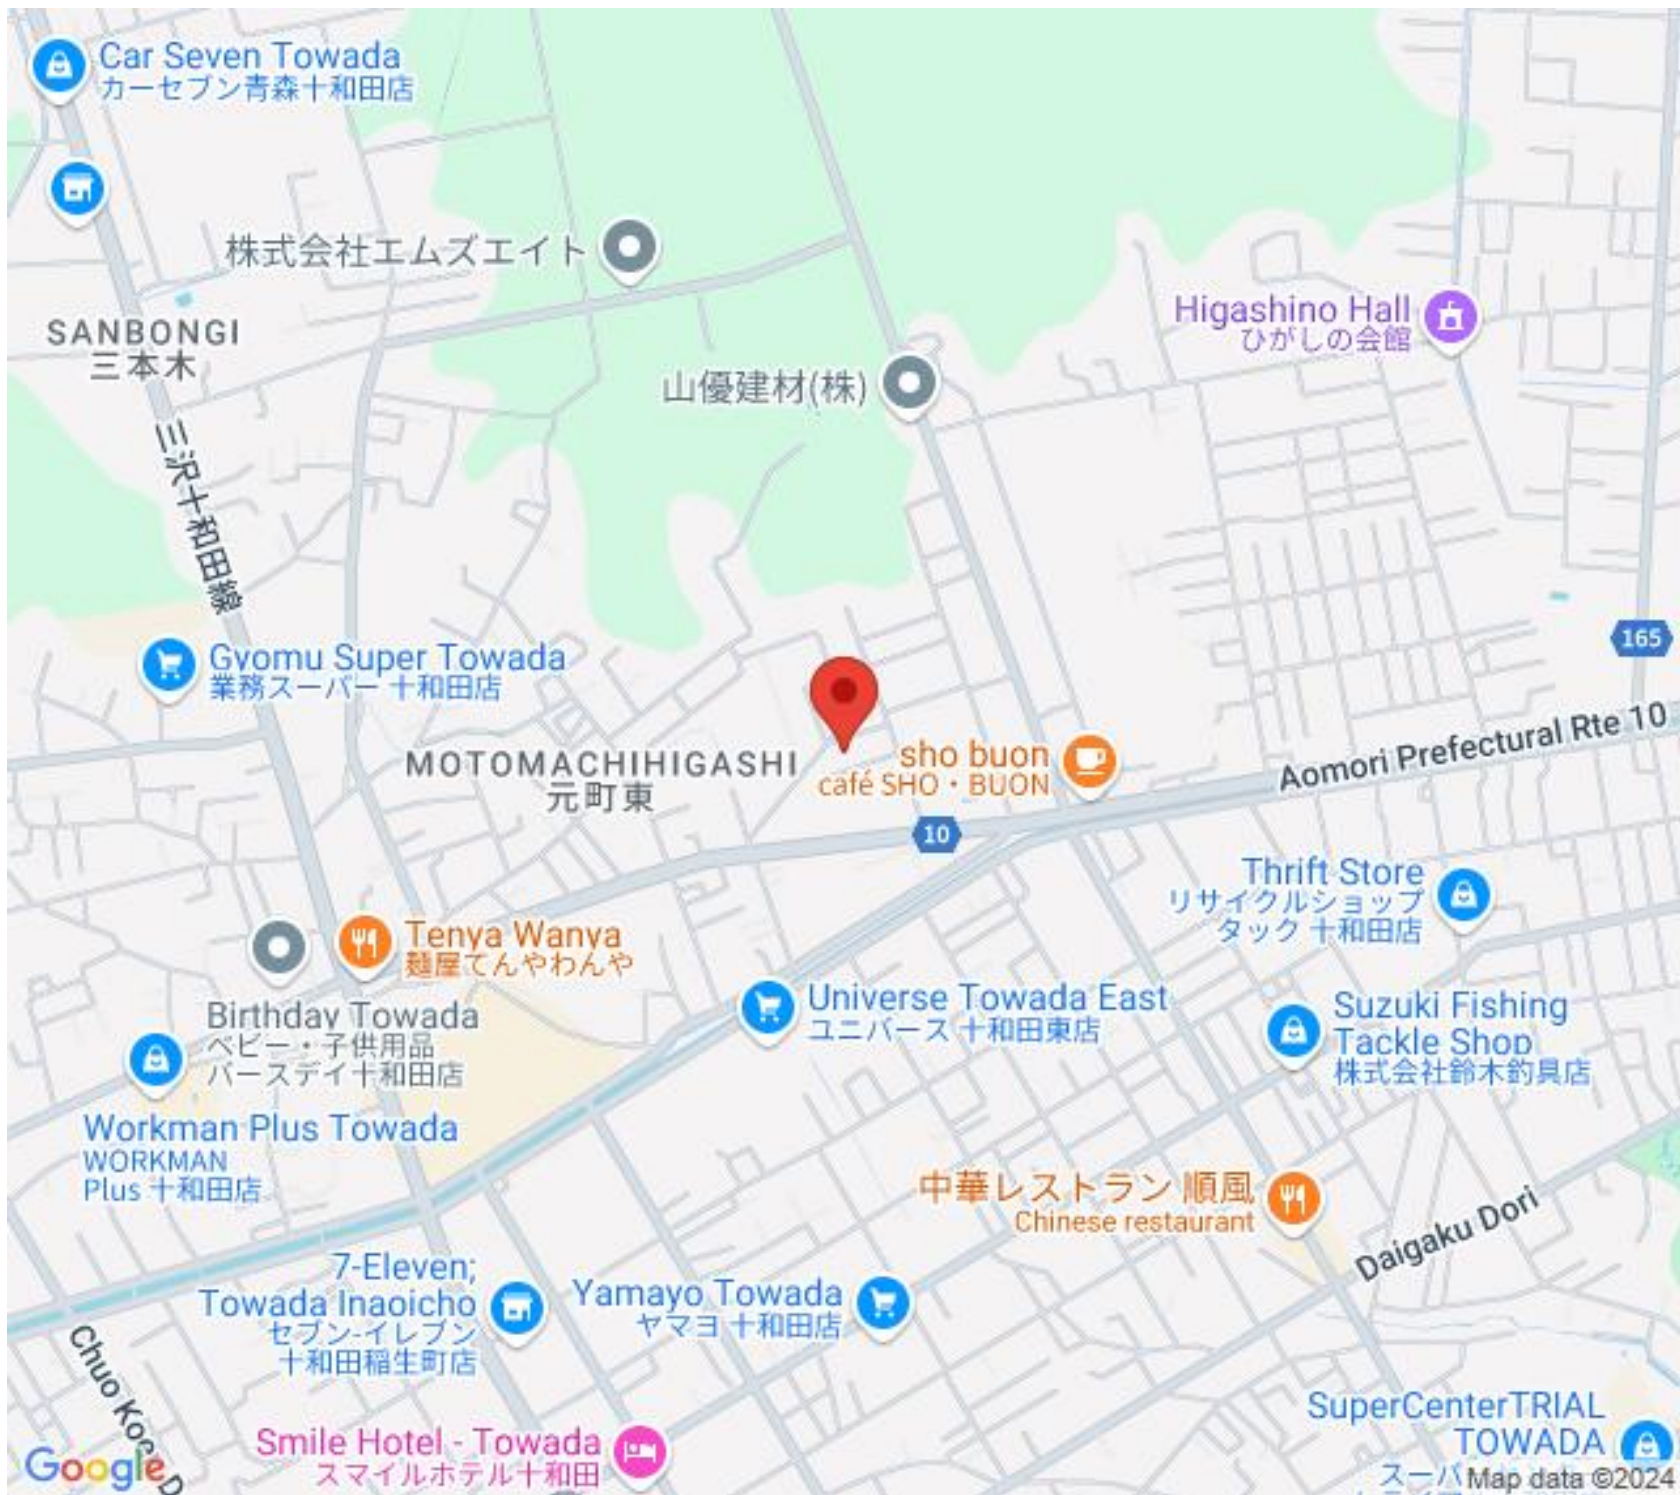 Car Seven Towada
カーセブン青森十和田店
株式会社エムズエイト
SANBONGI
三本木
Higashino Hall
ひがしの会館
山優建材(株)
三沢十和田線
165
Gyomu Super Towada
業務スーパー 十和田店
MOTOMACHIHIGASHI
元町東
sho buon
café SHO・BUON
Aomori Prefectural Rte 10
10
Thrift Store
リサイクルショップ
タック 十和田店
Tenya Wanya
麺屋てんやわんや
Universe Towada East
ユニバース 十和田東店
Suzuki Fishing
Tackle Shop
株式会社鈴木釣具店
Birthday Towada
ベビー・子供用品
バースデイ十和田店
Workman Plus Towada
WORKMAN
Plus 十和田店
中華レストラン 順風
Chinese restaurant
Daigaku Dori
7-Eleven;
Towada Inaoicho
セブン-イレブン
十和田稲生町店
Yamayo Towada
ヤマヨ 十和田店
Chuo Koen D
SuperCenterTRIAL
TOWADA
スーパ
Smile Hotel - Towada
スマイルホテル十和田
Google
Map data ©2024